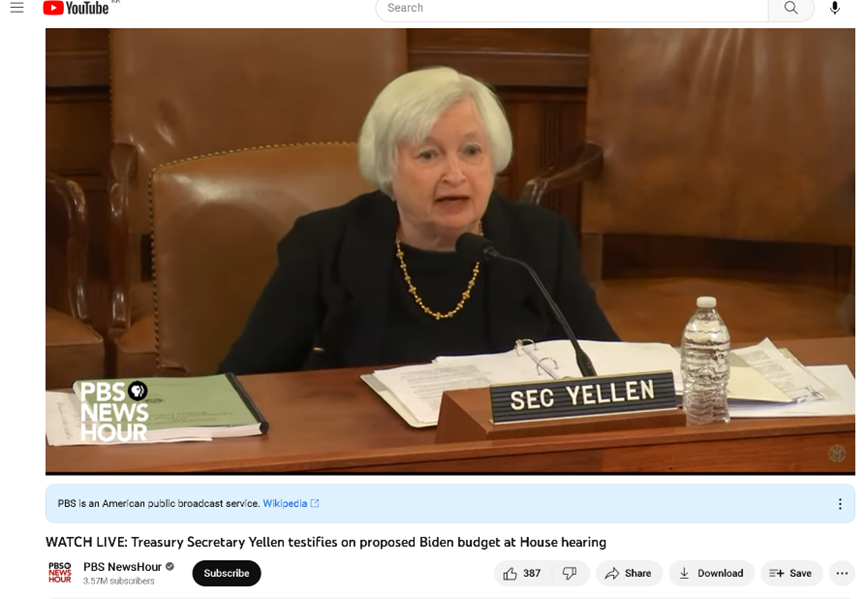 YouTube KR
Search
PBS
NEWS
HOUR
SEC YELLEN
PBS is an American public broadcast service. Wikipedia
WATCH LIVE: Treasury Secretary Yellen testifies on proposed Biden budget at House hearing
PBS
NEWS
HOUR
PBS NewsHour
3.57M subscribers
Subscribe
387
Share
Download
Save